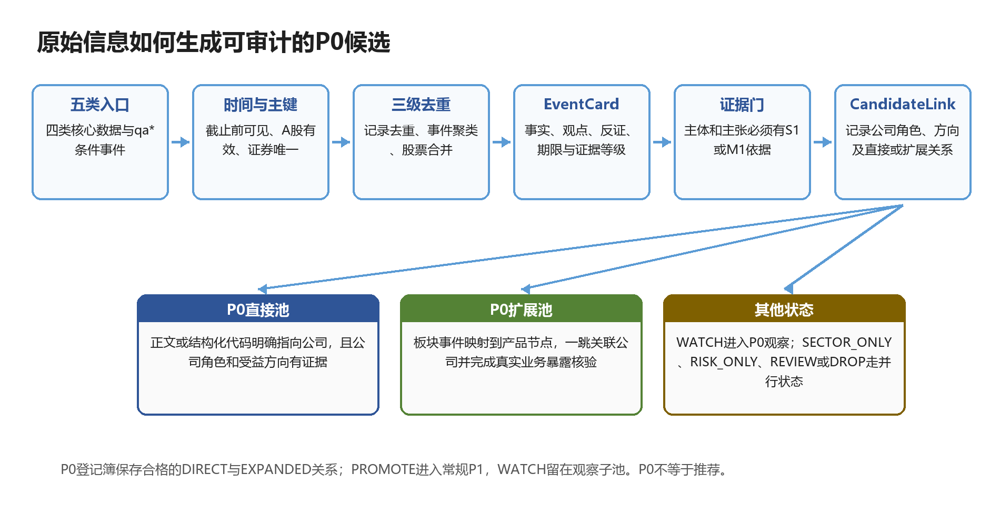 原始信息如何生成可审计的P0候选
五类入口
四类核心数据与qa*
条件事件
时间与主键
截止前可见、A股有
效、证券唯一
三级去重
记录去重、事件聚类
、股票合并
EventCard
事实、观点、反证、
期限与证据等级
证据门
主体和主张必须有S1
或M1依据
CandidateLink
记录公司角色、方向
及直接或扩展关系
P0直接池
正文或结构化代码明确指向公司，且公
司角色和受益方向有证据
P0扩展池
板块事件映射到产品节点，一跳关联公
司并完成真实业务暴露核验
其他状态
WATCH进入P0观察；SECTOR_ONLY
、RISK_ONLY、REVIEW或DROP走并
行状态
P0登记簿保存合格的DIRECT与EXPANDED关系；PROMOTE进入常规P1，WATCH留在观察子池。P0不等于推荐。